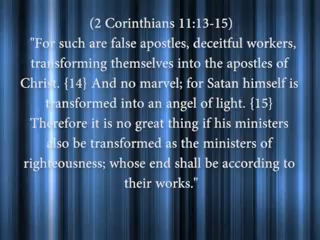 (2 Corinthians 11:13-15)
"For such are false apostles, deceitful workers,
transforming themselves into the apostles of
Christ. {14} And no marvel; for Satan himself is
transformed into an angel of light. {15}
Therefore it is no great thing if his ministers
also be transformed as the ministers of
righteousness; whose end shall be according to
their works."